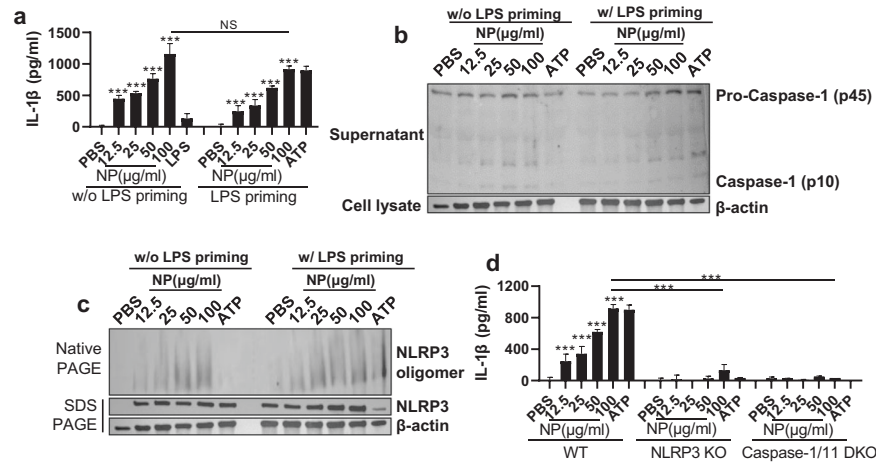 a
NS
IL-1β (pg/ml)
1500
1000
500
0
***
***
***
***
***
***
***
***
PBS
12.5
25
50
100
LPS
PBS
12.5
25
50
100
ATP
NP(μg/ml)
NP(μg/ml)
w/o LPS priming
LPS priming
b
w/o LPS priming
w/ LPS priming
NP(μg/ml)
NP(μg/ml)
PBS
12.5
25
50
100
ATP
PBS
12.5
25
50
100
ATP
Supernatant
Pro-Caspase-1 (p45)
Caspase-1 (p10)
Cell lysate
β-actin
c
w/o LPS priming
w/ LPS priming
NP(μg/ml)
NP(μg/ml)
PBS
12.5
25
50
100
ATP
PBS
12.5
25
50
100
ATP
Native
PAGE
NLRP3
oligomer
SDS
PAGE
NLRP3
β-actin
d
IL-1β (pg/ml)
1200
800
400
0
***
***
***
***
***
***
PBS
12.5
25
50
100
ATP
PBS
12.5
25
50
100
ATP
PBS
12.5
25
50
100
ATP
NP(μg/ml)
NP(μg/ml)
NP(μg/ml)
WT
NLRP3 KO
Caspase-1/11 DKO